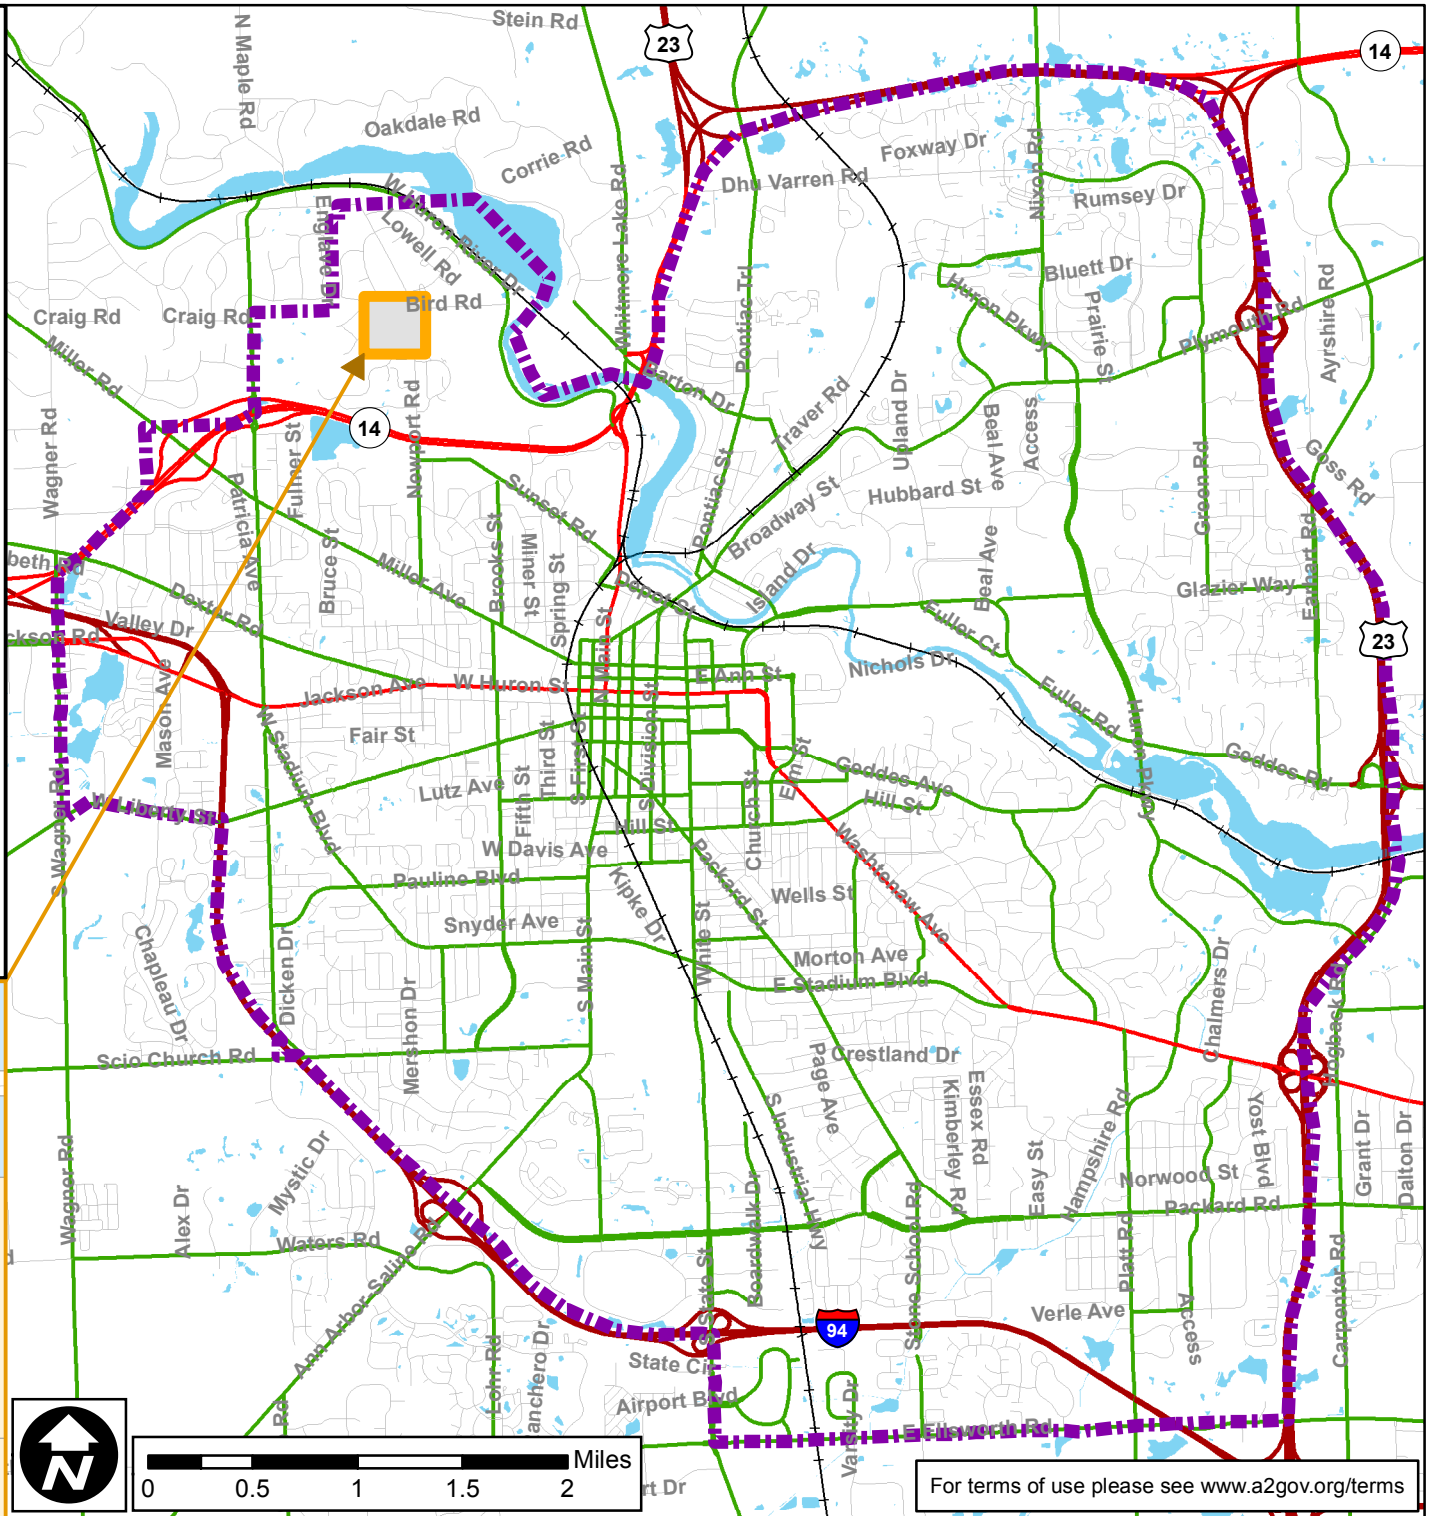 Stein Rd
N Maple Rd
23
14
Oakdale Rd
Corrie Rd
Foxway Dr
Nixon Rd
Dhu Varren Rd
Rumsey Dr
W Huron River Dr
Whitmore Lake Rd
Englave Dr
Lowell Rd
Bluett Dr
Pontiac Trl
Huron Pkwy
Prairie St
Ayrshire Rd
Bird Rd
Craig Rd
Craig Rd
Plymouth Rd
Miller Rd
Barton Dr
Newport Rd
Traver Rd
Upland Dr
Beal Ave
Access
Wagner Rd
14
Fulmer St
Green Rd
Goss Rd
Patricia Ave
Sunset Rd
Pontiac St
Broadway St
Hubbard St
Brooks St
Miner St
Spring St
Bruce St
Miller Ave
Island Dr
Beal Ave
Earhart Rd
beth Rd
Dexter Rd
Depot St
Glazier Way
Valley Dr
ckson Rd
Fuller Ct
23
N Main St
Nichols Dr
E Ann St
Mason Ave
Jackson Ave
W Huron St
Fuller Rd
Huron Pkwy
W Stadium Blvd
Fair St
Third St
S First St
S Division St
Elm St
Geddes Rd
Geddes Ave
S Wagner Rd
W Liberty St
Lutz Ave
Fifth St
Church St
Hill St
Hill St
W Davis Ave
Packard St
Washtenaw Ave
Pauline Blvd
Kipke Dr
Wells St
Snyder Ave
White St
Chapleau Dr
Dicken Dr
S Main St
Morton Ave
E Stadium Blvd
Chalmers Dr
Hogback Rd
Scio Church Rd
Mershon Dr
Page Ave
Crestland Dr
Kimberley Rd
Essex Rd
S Industrial Hwy
Hampshire Rd
Yost Blvd
Grant Dr
Dalton Dr
Wagner Rd
Mystic Dr
Easy St
Norwood St
Packard Rd
Alex Dr
Waters Rd
Boardwalk Dr
Stone School Rd
Platt Rd
Ann Arbor-Saline Rd
S State St
Carpenter Rd
d
94
Verle Ave
Access
Lohr Rd
anchero Dr
State Cir
Airport Blvd
Rd
Varsity Dr
E Ellsworth Rd
N
Miles
0 0.5 1 1.5 2
rt Dr
For terms of use please see www.a2gov.org/terms